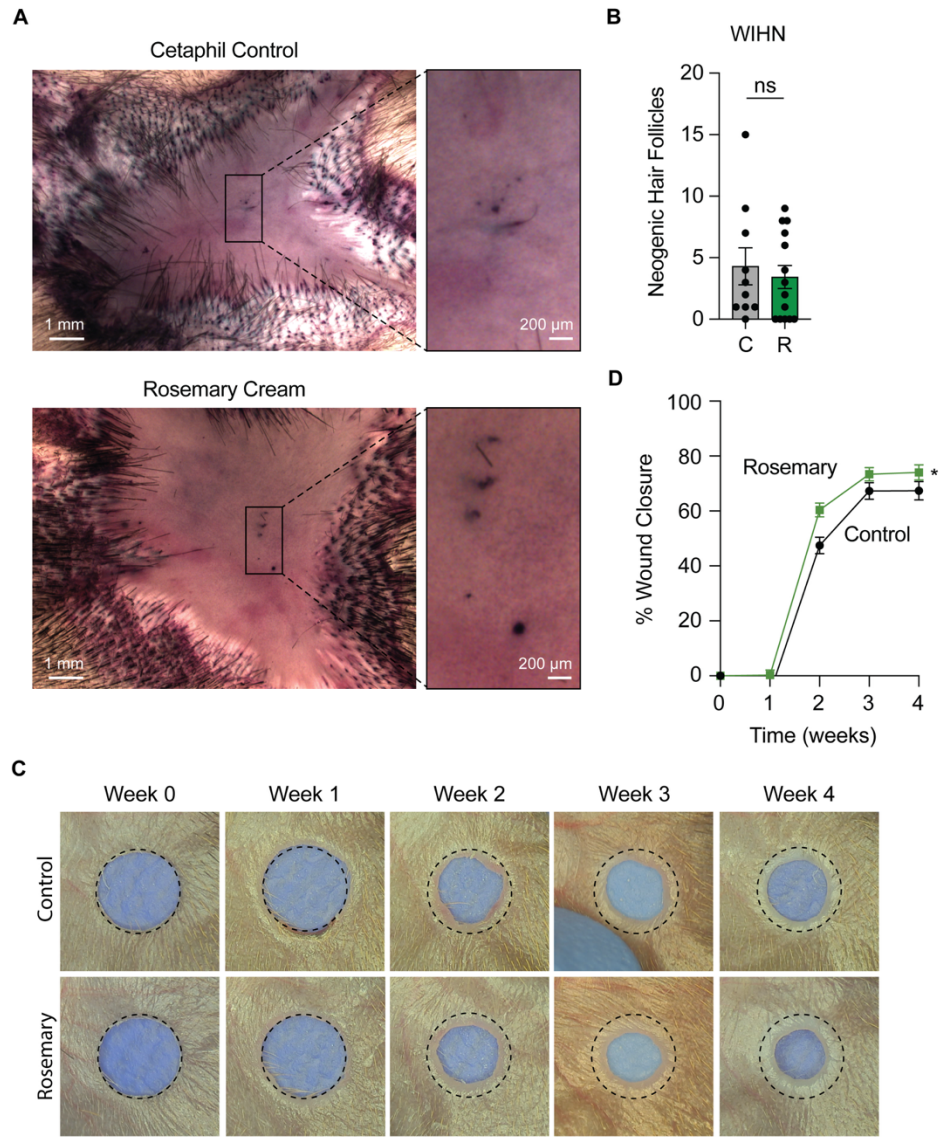 A
Cetaphil Control
1 mm
200 µm
Rosemary Cream
1 mm
200 µm
B
WIHN
ns
Neogenic Hair Follicles
20
15
10
5
0
C R
D
% Wound Closure
100
80
60
40
20
0
Rosemary
Control
*
0 1 2 3 4
Time (weeks)
C
Week 0 Week 1 Week 2 Week 3 Week 4
Control
Rosemary